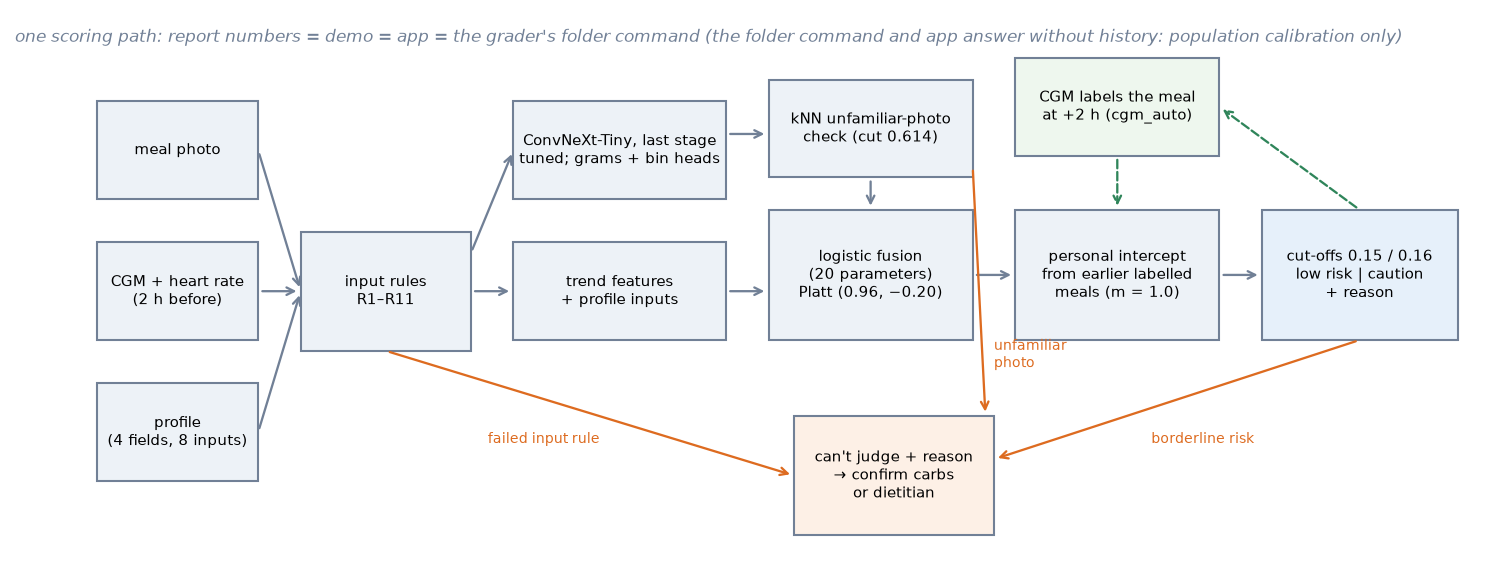 one scoring path: report numbers = demo = app = the grader's folder command (the folder command and app answer without history: population calibration only)
meal photo
CGM + heart rate
(2 h before)
profile
(4 fields, 8 inputs)
input rules
R1–R11
ConvNeXt-Tiny, last stage
tuned; grams + bin heads
trend features
+ profile inputs
kNN unfamiliar-photo
check (cut 0.614)
logistic fusion
(20 parameters)
Platt (0.96, −0.20)
CGM labels the meal
at +2 h (cgm_auto)
personal intercept
from earlier labelled
meals (m = 1.0)
cut-offs 0.15 / 0.16
low risk | caution
+ reason
unfamiliar
photo
failed input rule
borderline risk
can't judge + reason
→ confirm carbs
or dietitian